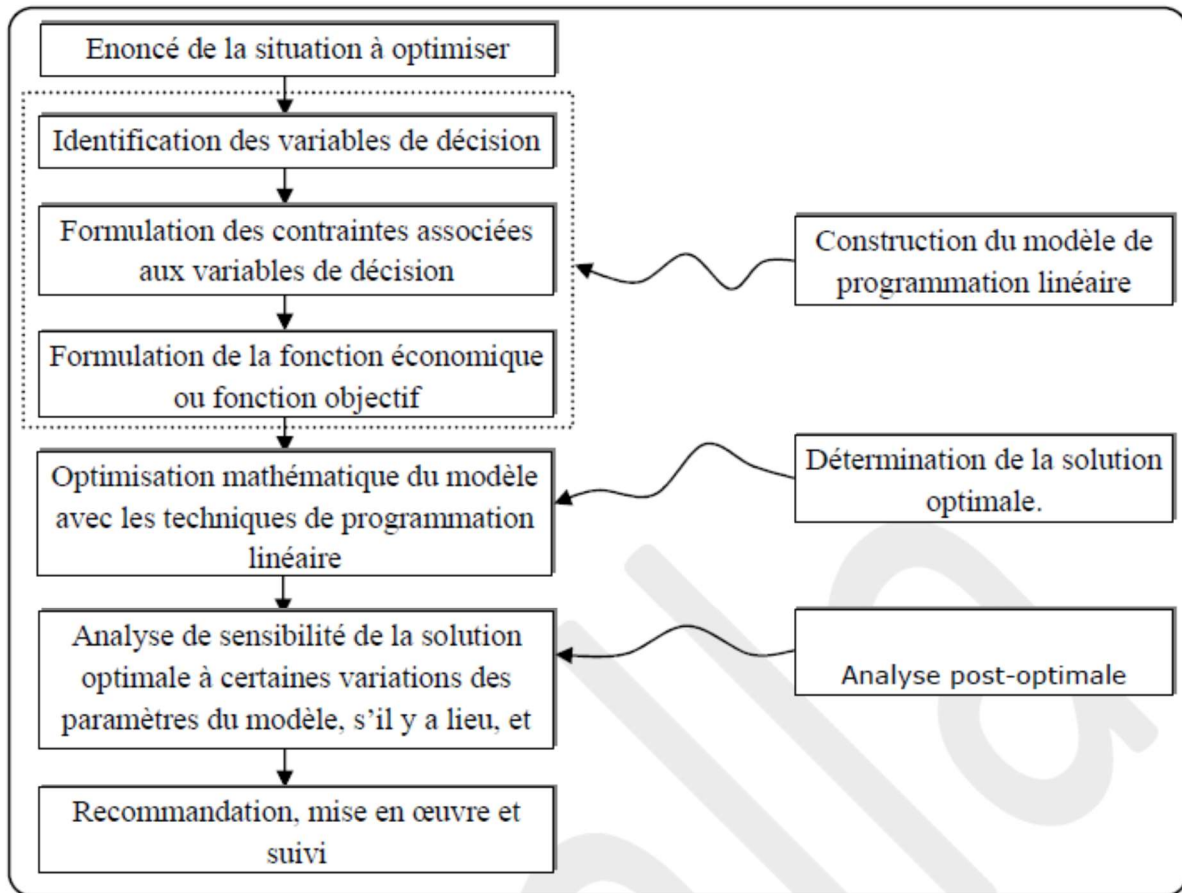 Enoncé de la situation à optimiser
Identification des variables de décision
Formulation des contraintes associées
aux variables de décision
Construction du modèle de
programmation linéaire
Formulation de la fonction économique
ou fonction objectif
Optimisation mathématique du modèle
avec les techniques de programmation
linéaire
Détermination de la solution
optimale.
Analyse de sensibilité de la solution
optimale à certaines variations des
paramètres du modèle, s’il y a lieu, et
Analyse post-optimale
Recommandation, mise en œuvre et
suivi